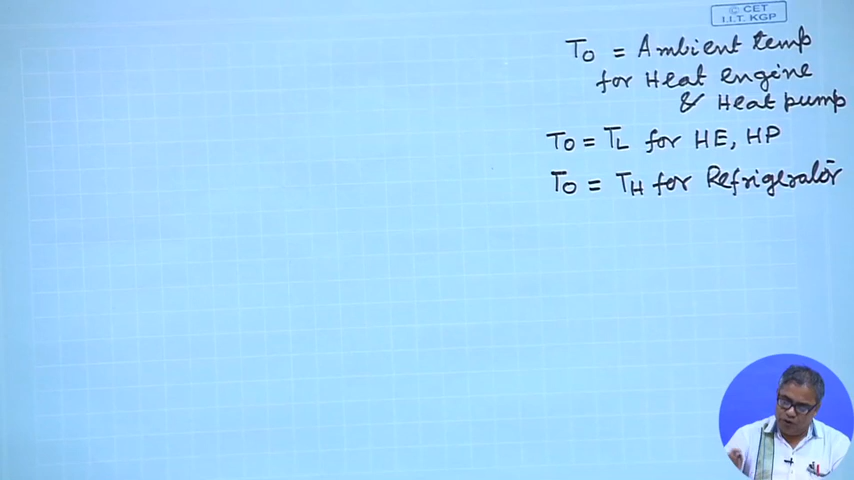 © CET
I.I.T. KGP
T0 = Ambient temp
for Heat engine
& Heat pump
T0 = TL for HE, HP
T0 = TH for Refrigerator